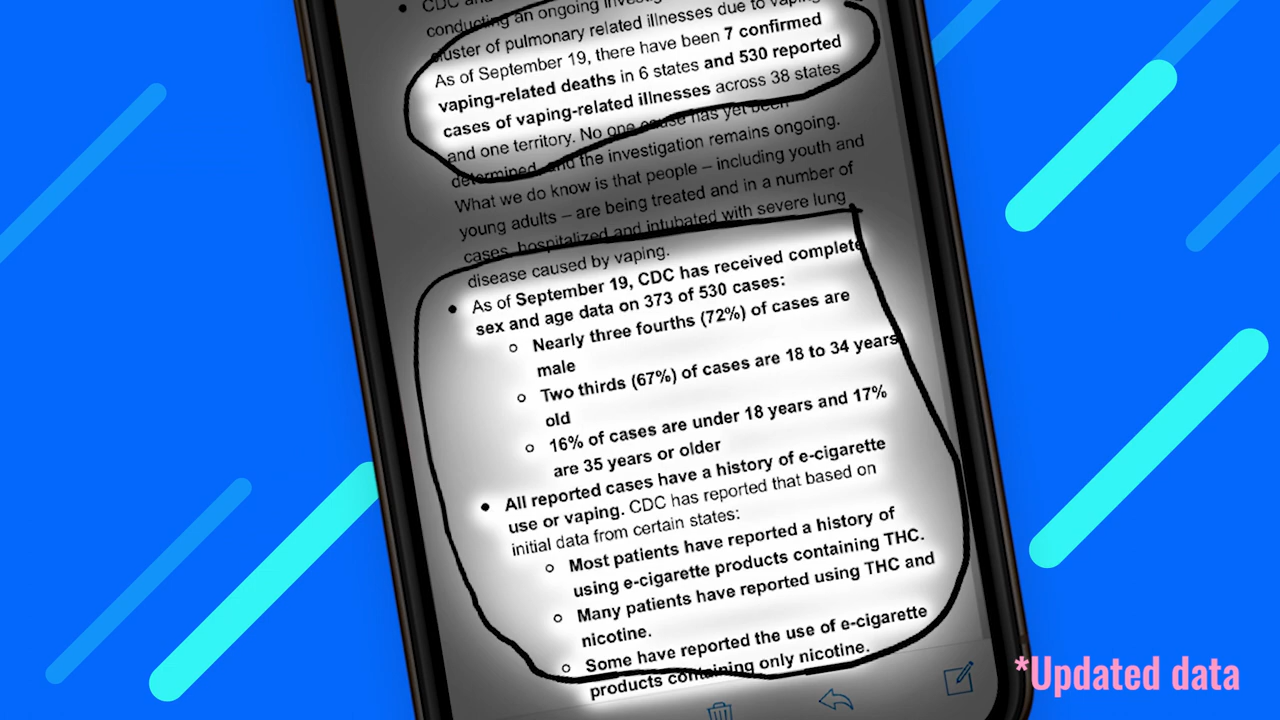 • CDC and
conducting an ongoing
cluster of pulmonary related illnesses due to vaping
As of September 19, there have been 7 confirmed
vaping-related deaths in 6 states and 530 reported
cases of vaping-related illnesses across 38 states
and one territory. No one cause has yet been
determined, and the investigation remains ongoing.
What we do know is that people – including youth and
young adults – are being treated and in a number of
cases, hospitalized and intubated with severe lung
disease caused by vaping.
• As of September 19, CDC has received complete
sex and age data on 373 of 530 cases:
o Nearly three fourths (72%) of cases are
male
o Two thirds (67%) of cases are 18 to 34 years
old
o 16% of cases are under 18 years and 17%
are 35 years or older
• All reported cases have a history of e-cigarette
use or vaping. CDC has reported that based on
initial data from certain states:
o Most patients have reported a history of
using e-cigarette products containing THC.
o Many patients have reported using THC and
nicotine.
o Some have reported the use of e-cigarette
products containing only nicotine.
*Updated data